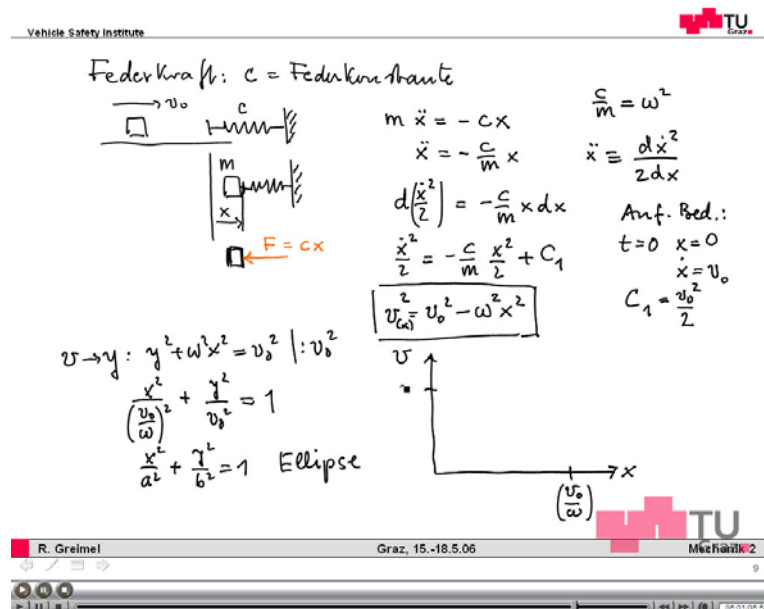 Vehicle Safety Institute
TU
Graz
Federkraft: c = Federkonstante
v₀
c
m
x
F = cx
m ẍ = - cx
ẍ = - c/m x
d(ẋ²/2) = - c/m x dx
ẋ²/2 = - c/m x²/2 + C₁
v²(x) = v₀² - ω²x²
c/m = ω²
ẍ = dẋ²/2dx
Anf. Bed.:
t=0 x=0
ẋ = v₀
C₁ = v₀²/2
v→y: y² + ω²x² = v₀² |: v₀²
x²/(v₀/ω)² + y²/v₀² = 1
x²/a² + y²/b² = 1 Ellipse
v
x
(v₀/ω)
TU
R. Greimel
Graz, 15.-18.5.06
Mechanik 2
9